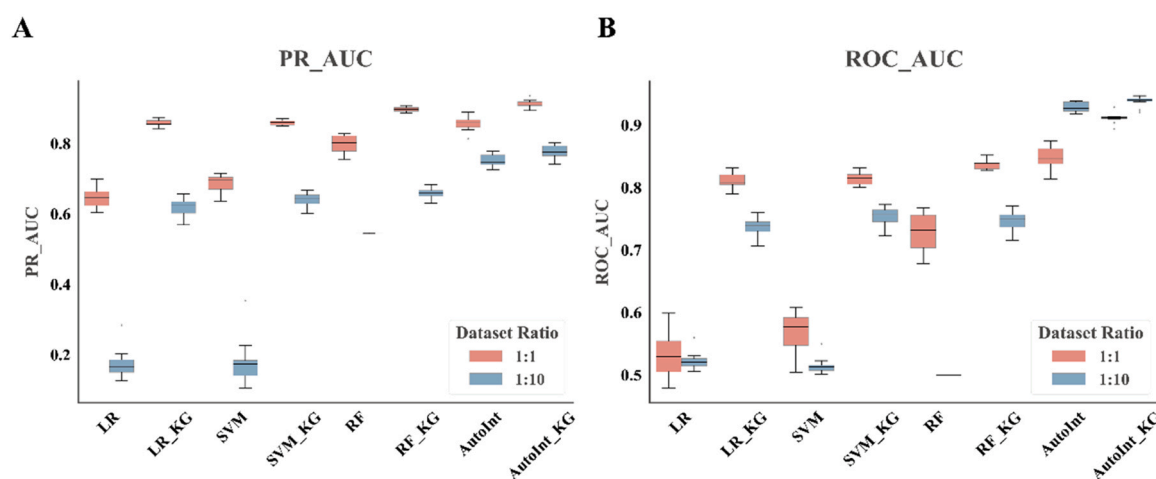 A
PR_AUC
PR_AUC
0.8
0.6
0.4
0.2
Dataset Ratio
1:1
1:10
LR
LR_KG
SVM
SVM_KG
RF
RF_KG
AutoInt
AutoInt_KG
B
ROC_AUC
ROC_AUC
0.9
0.8
0.7
0.6
0.5
Dataset Ratio
1:1
1:10
LR
LR_KG
SVM
SVM_KG
RF
RF_KG
AutoInt
AutoInt_KG